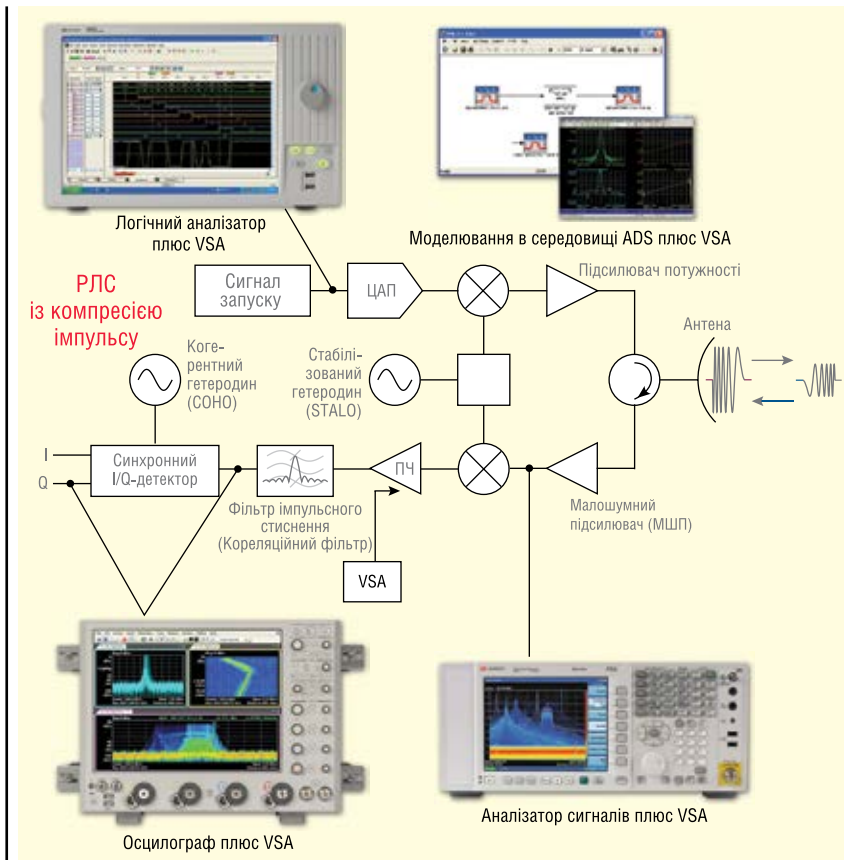 Логічний аналізатор
плюс VSA
Моделювання в середовищі ADS плюс VSA
РЛС
із компресією
імпульсу
Сигнал
запуску
ЦАП
Підсилювач потужності
Антена
Коге-
рентний
гетеродин
(COHO)
Стабілі-
зований
гетеродин
(STALO)
I
Q
Синхронний
I/Q-детектор
Фільтр імпульсного
стиснення
(Кореляційний фільтр)
ПЧ
VSA
Малошумний
підсилювач (МШП)
Осцилограф плюс VSA
Аналізатор сигналів плюс VSA